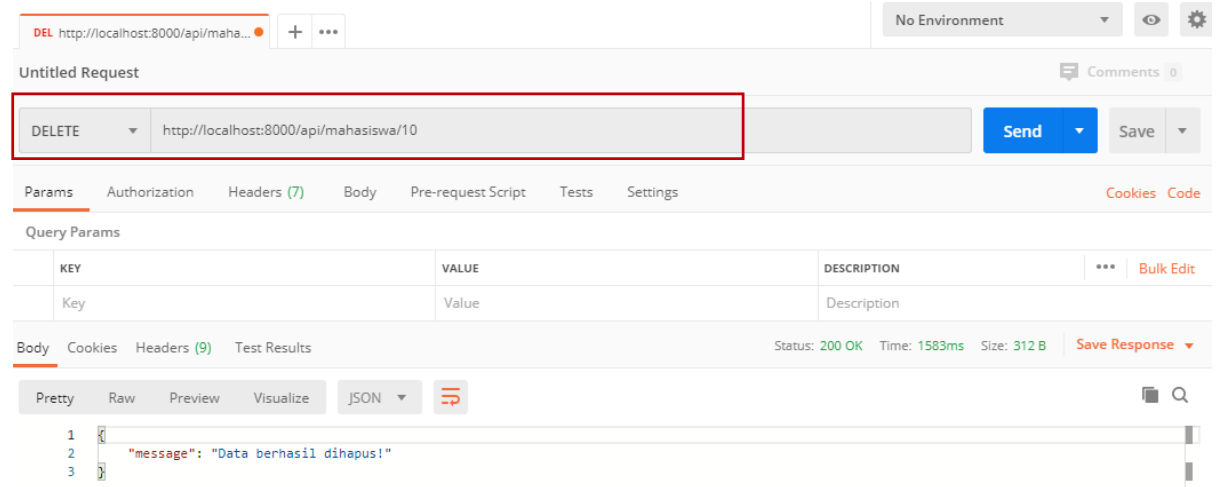 DEL http://localhost:8000/api/maha... + ••• No Environment
Untitled Request Comments 0
DELETE http://localhost:8000/api/mahasiswa/10 Send Save
Params Authorization Headers (7) Body Pre-request Script Tests Settings Cookies Code
Query Params
KEY VALUE DESCRIPTION ••• Bulk Edit
Key Value Description
Body Cookies Headers (9) Test Results Status: 200 OK Time: 1583ms Size: 312 B Save Response
Pretty Raw Preview Visualize JSON
1 {
2 "message": "Data berhasil dihapus!"
3 }